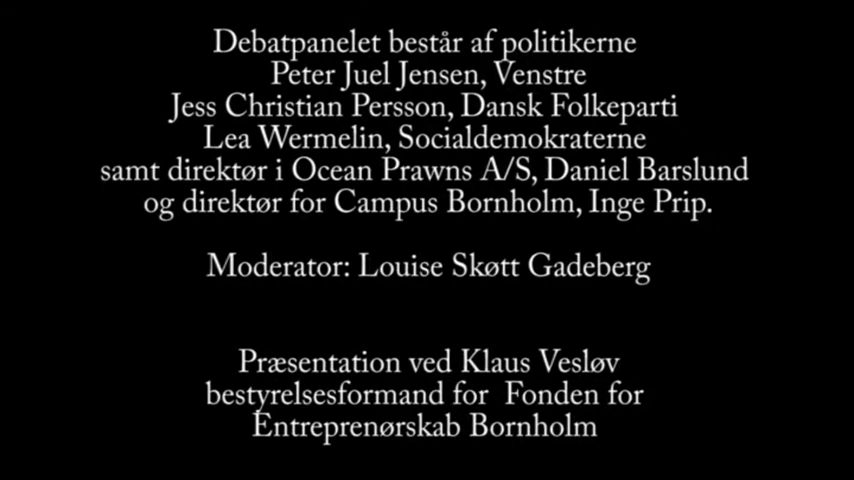 Debatpanelet består af politikerne
Peter Juel Jensen, Venstre
Jess Christian Persson, Dansk Folkeparti
Lea Wermelin, Socialdemokraterne
samt direktør i Ocean Prawns A/S, Daniel Barslund
og direktør for Campus Bornholm, Inge Prip.
Moderator: Louise Skøtt Gadeberg
Præsentation ved Klaus Vesløv
bestyrelsesformand for Fonden for
Entreprenørskab Bornholm